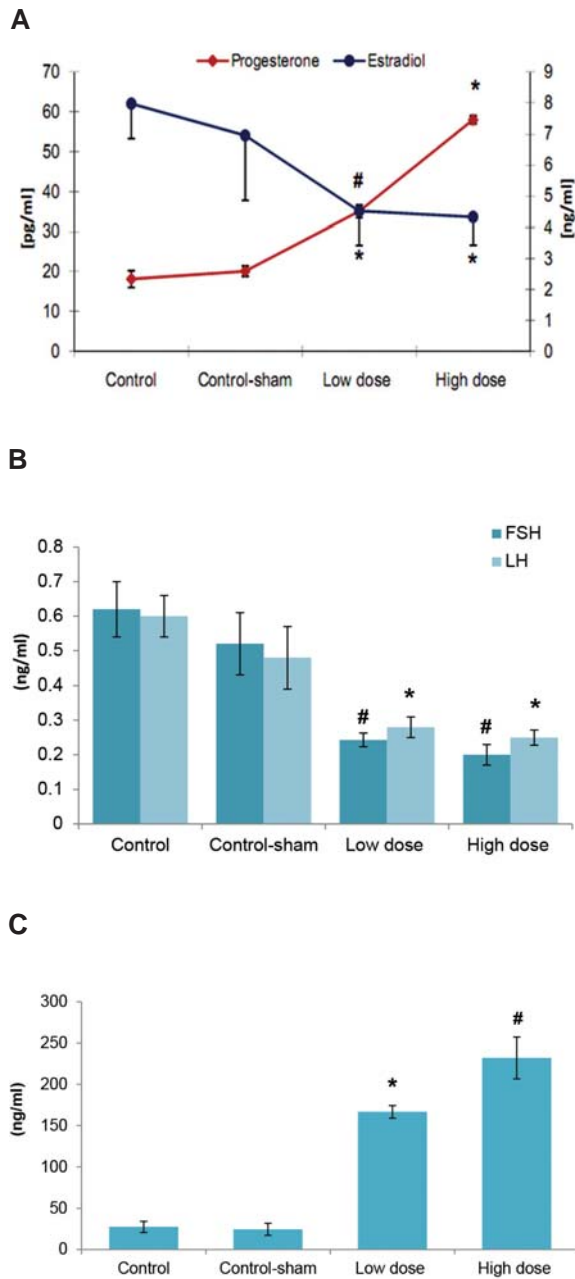 A
Progesterone Estradiol
70 9
60 8
50 7
40 6
30 5
20 4
10 3
0 2
1
0
[pg/ml]
[ng/ml]
*
#
* *
Control Control-sham Low dose High dose
B
FSH
LH
0.8
0.7
0.6
0.5
0.4
0.3
0.2
0.1
0
(ng/ml)
# * # *
Control Control-sham Low dose High dose
C
300
250
200
150
100
50
0
(ng/ml)
* #
Control Control-sham Low dose High dose